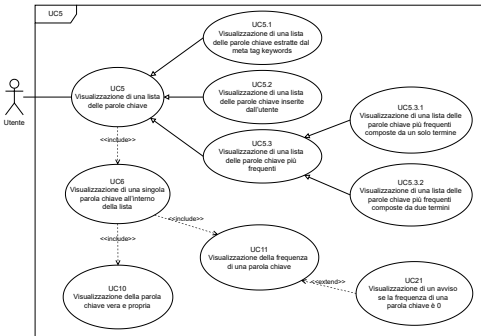 UC5
UC5.1
Visualizzazione di una lista
delle parole chiave estratte dal
meta tag keywords
UC5
Visualizzazione di una lista
delle parole chiave
UC5.2
Visualizzazione di una lista
delle parole chiave inserite
dall'utente
Utente
UC5.3
Visualizzazione di una lista
delle parole chiave più
frequenti
UC5.3.1
Visualizzazione di una lista delle
parole chiave più frequenti
composte da un solo termine
<<include>>
UC5.3.2
Visualizzazione di una lista delle
parole chiave più frequenti
composte da due termini
UC6
Visualizzazione di una singola
parola chiave all'interno
della lista
<<include>>
<<include>>
UC11
Visualizzazione della frequenza
di una parola chiave
UC10
Visualizzazione della parola
chiave vera e propria
<<extend>>
UC21
Visualizzazione di un avviso
se la frequenza di una
parola chiave è 0